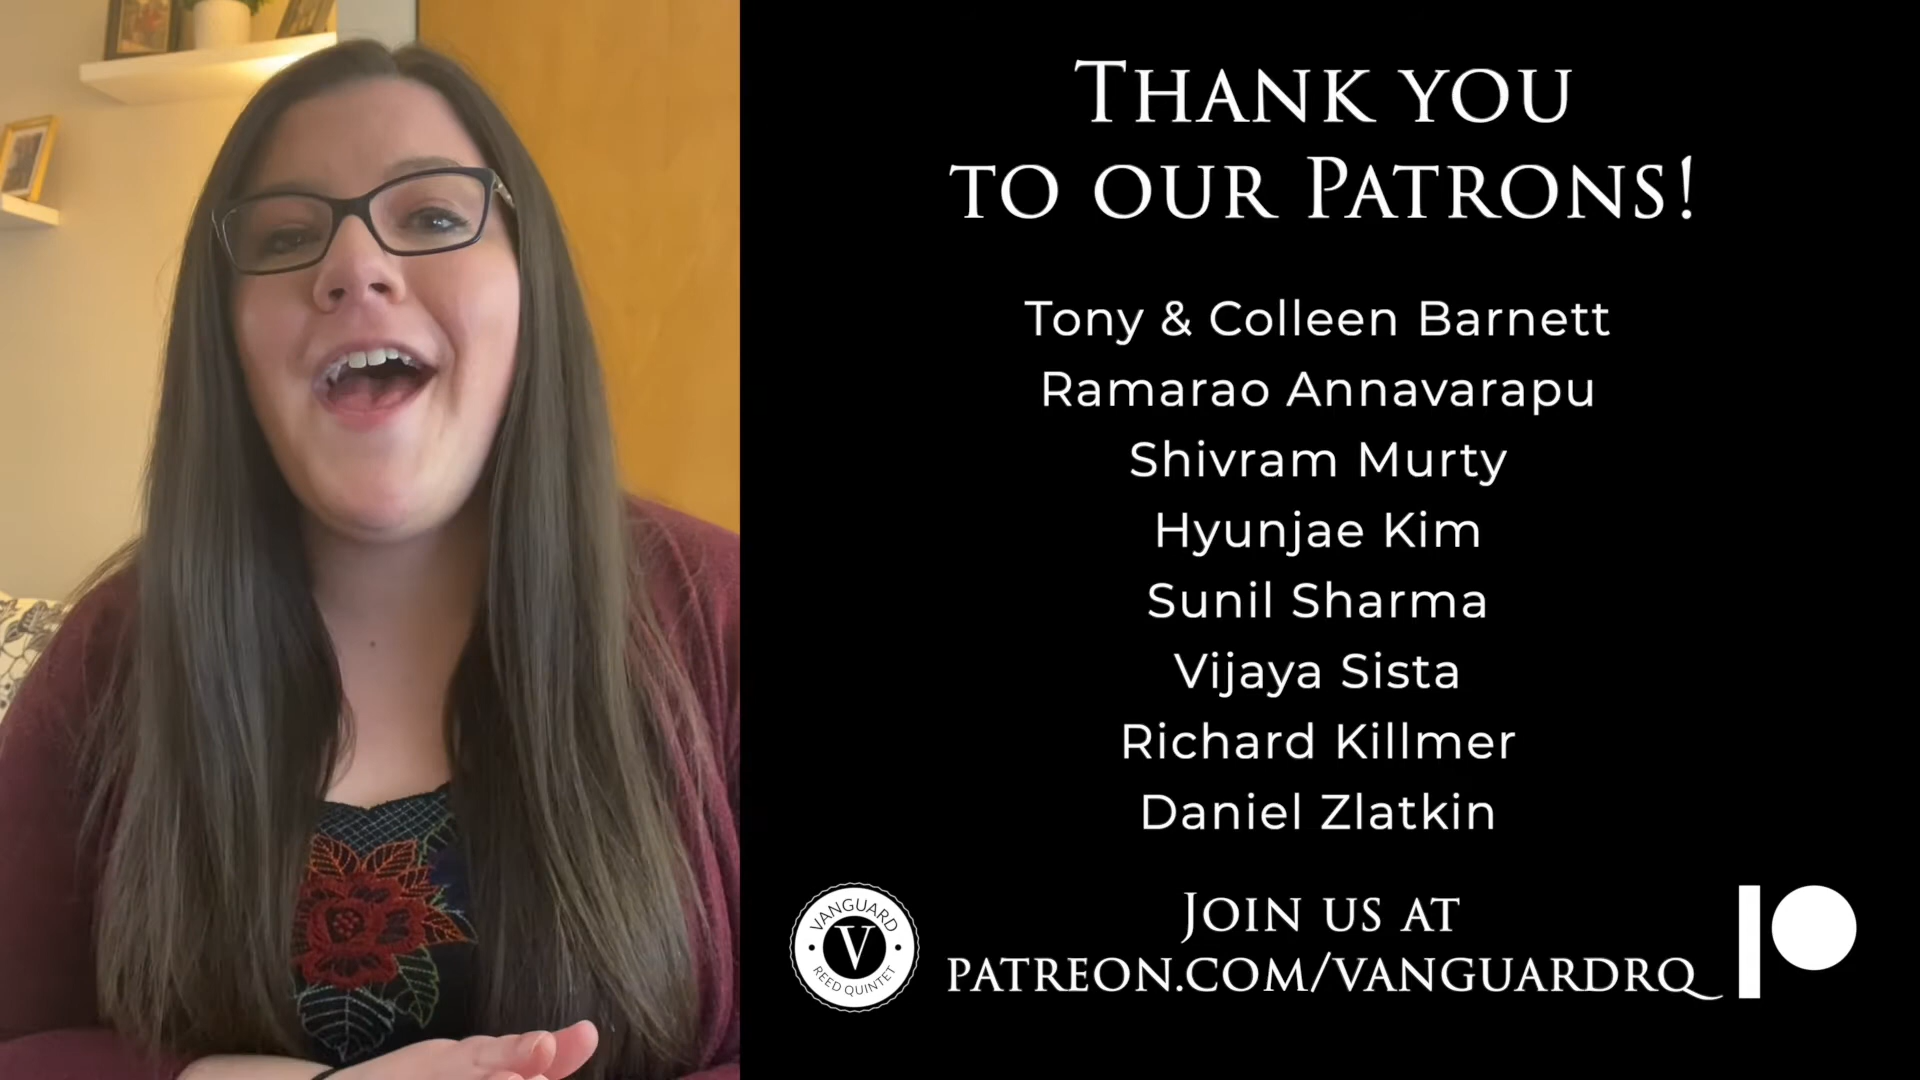 THANK YOU
TO OUR PATRONS!
Tony & Colleen Barnett
Ramarao Annavarapu
Shivram Murty
Hyunjae Kim
Sunil Sharma
Vijaya Sista
Richard Killmer
Daniel Zlatkin
VANGUARD
V
REED QUINTET
JOIN US AT
PATREON.COM/VANGUARDRQ